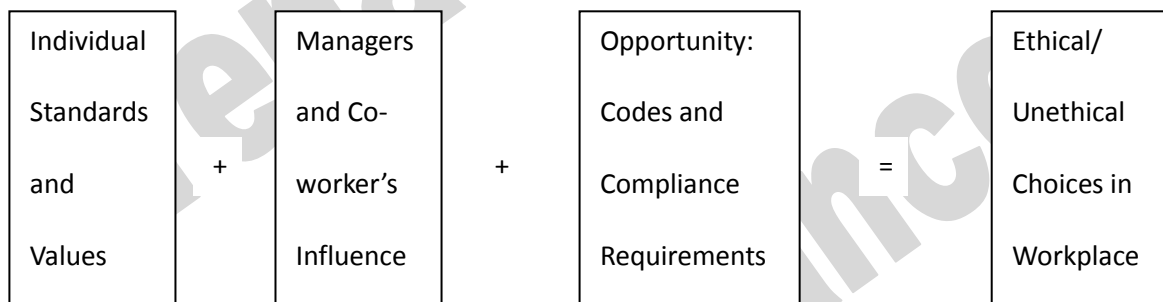 Individual
Standards
and
Values
+
Managers
and Co-
worker’s
Influence
+
Opportunity:
Codes and
Compliance
Requirements
=
Ethical/
Unethical
Choices in
Workplace